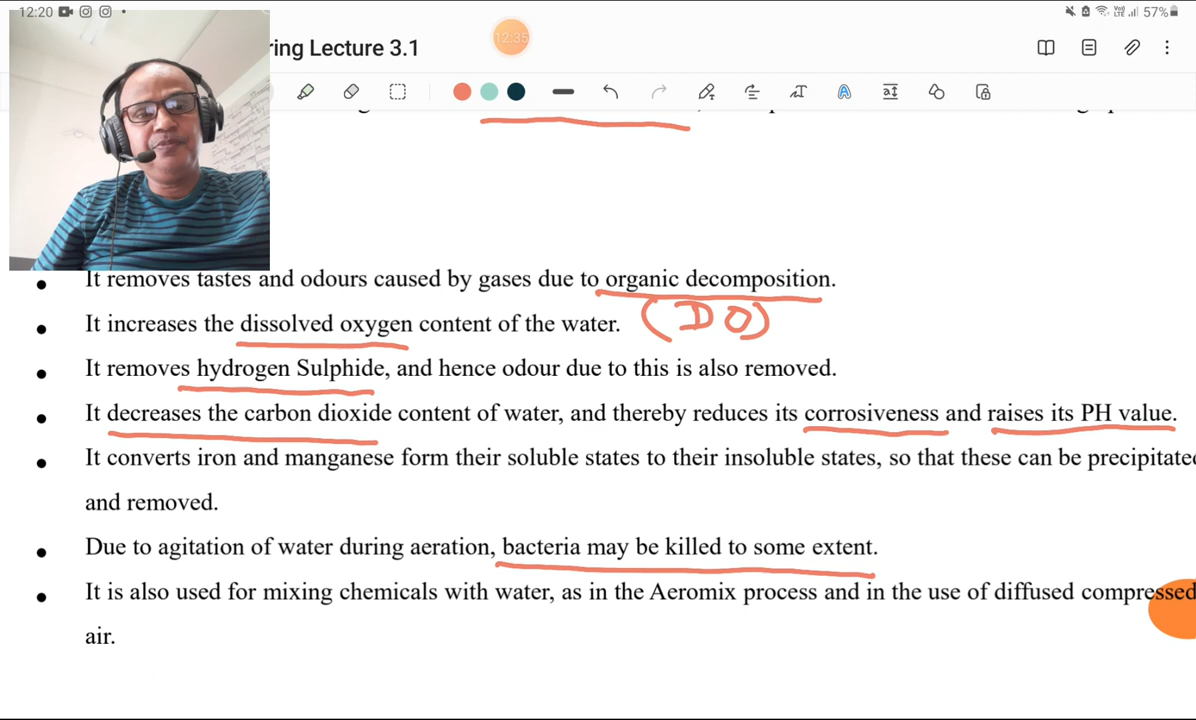 12:20
57%
12:35
ring Lecture 3.1
It removes tastes and odours caused by gases due to organic decomposition.
It increases the dissolved oxygen content of the water. (DO)
It removes hydrogen Sulphide, and hence odour due to this is also removed.
It decreases the carbon dioxide content of water, and thereby reduces its corrosiveness and raises its PH value.
It converts iron and manganese form their soluble states to their insoluble states, so that these can be precipitated
and removed.
Due to agitation of water during aeration, bacteria may be killed to some extent.
It is also used for mixing chemicals with water, as in the Aeromix process and in the use of diffused compressed
air.